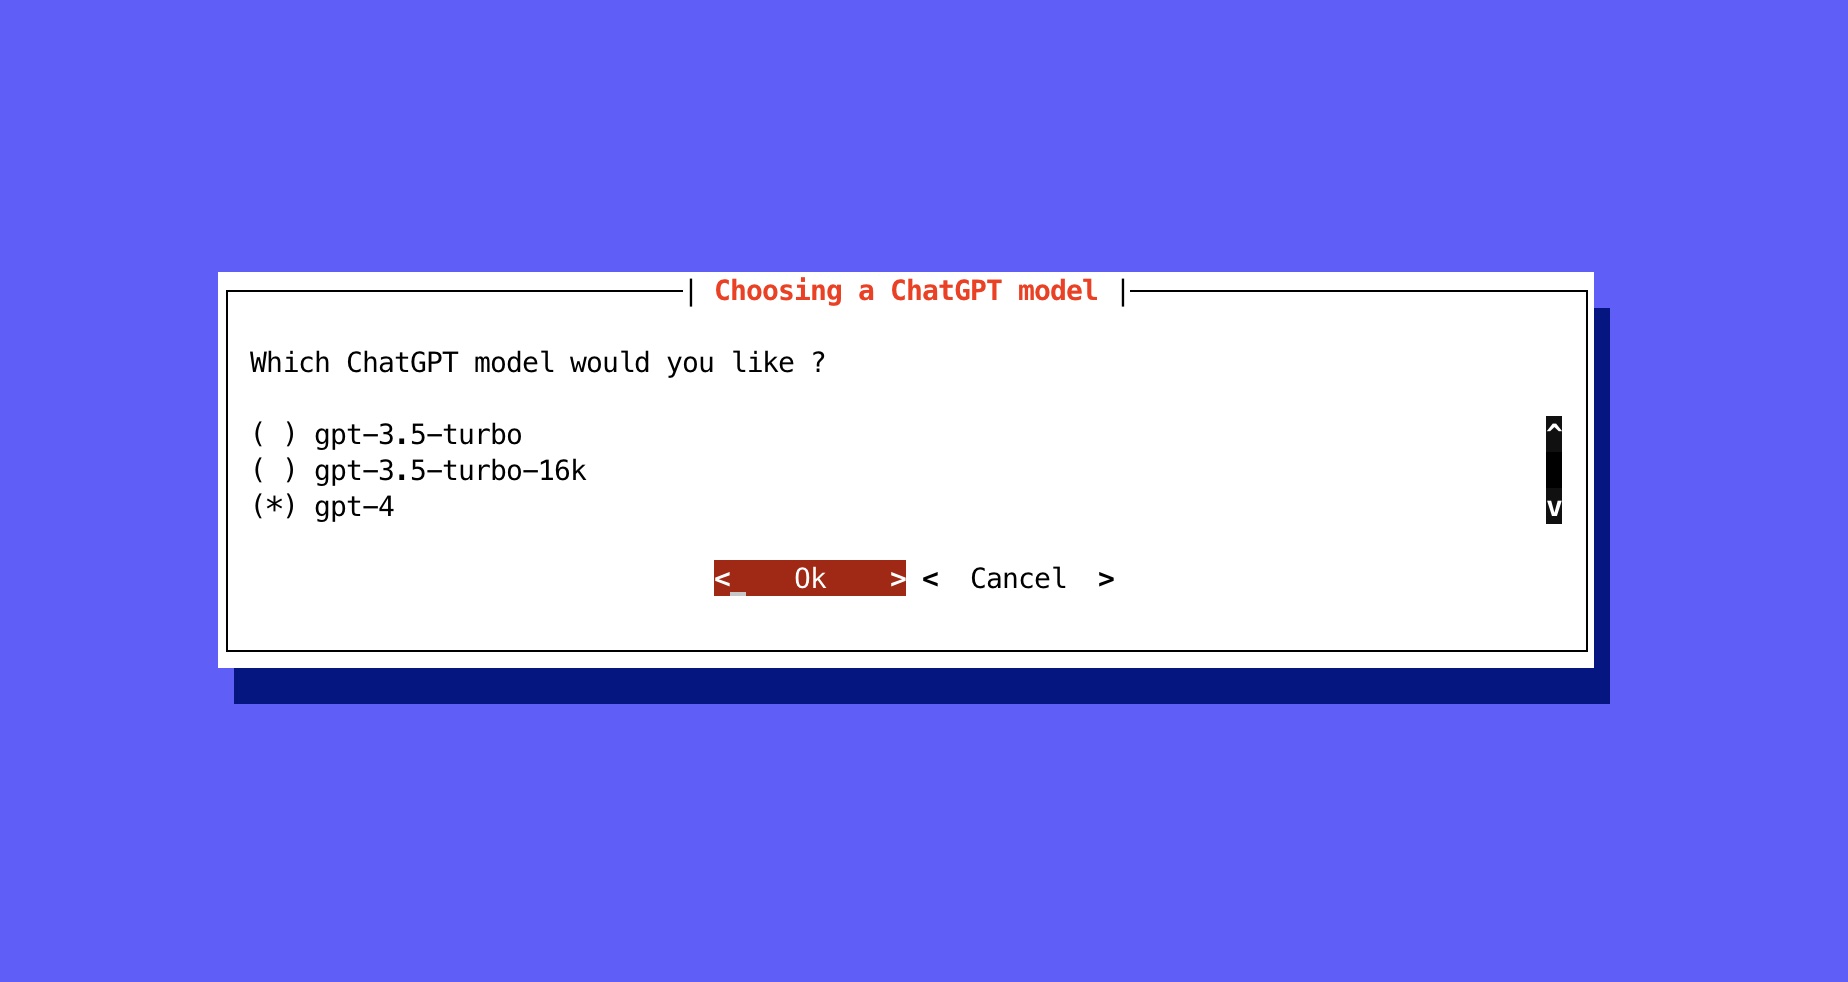 | Choosing a ChatGPT model |
Which ChatGPT model would you like ?
( ) gpt-3.5-turbo
^
( ) gpt-3.5-turbo-16k
(*) gpt-4
v
<_ Ok > < Cancel >